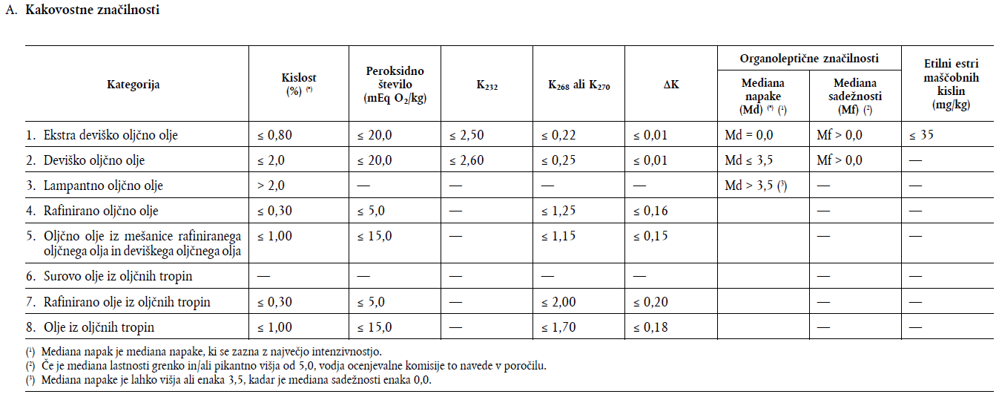 A. Kakovostne značilnosti
Kategorija
Kislost
(%) (*)
Peroksidno
število
(mEq O₂/kg)
K₂₃₂
K₂₆₈ ali K₂₇₀
ΔK
Organoleptične značilnosti
Mediana
napake
(Md) (*) (¹)
Mediana
sadežnosti
(Mf) (²)
Etilni estri
maščobnih
kislin
(mg/kg)
1. Ekstra deviško oljčno olje ≤ 0,80 ≤ 20,0 ≤ 2,50 ≤ 0,22 ≤ 0,01 Md = 0,0 Mf > 0,0 ≤ 35
2. Deviško oljčno olje ≤ 2,0 ≤ 20,0 ≤ 2,60 ≤ 0,25 ≤ 0,01 Md ≤ 3,5 Mf > 0,0 —
3. Lampantno oljčno olje > 2,0 — — — — Md > 3,5 (³) — —
4. Rafinirano oljčno olje ≤ 0,30 ≤ 5,0 — ≤ 1,25 ≤ 0,16 — —
5. Oljčno olje iz mešanice rafiniranega ≤ 1,00 ≤ 15,0 — ≤ 1,15 ≤ 0,15 — —
oljčnega olja in deviškega oljčnega olja
6. Surovo olje iz oljčnih tropin — — — — — — —
7. Rafinirano olje iz oljčnih tropin ≤ 0,30 ≤ 5,0 — ≤ 2,00 ≤ 0,20 — —
8. Olje iz oljčnih tropin ≤ 1,00 ≤ 15,0 — ≤ 1,70 ≤ 0,18 — —
(¹) Mediana napak je mediana napake, ki se zazna z največjo intenzivnostjo.
(²) Če je mediana lastnosti grenko in/ali pikantno višja od 5,0, vodja ocenjevalne komisije to navede v poročilu.
(³) Mediana napake je lahko višja ali enaka 3,5, kadar je mediana sadežnosti enaka 0,0.